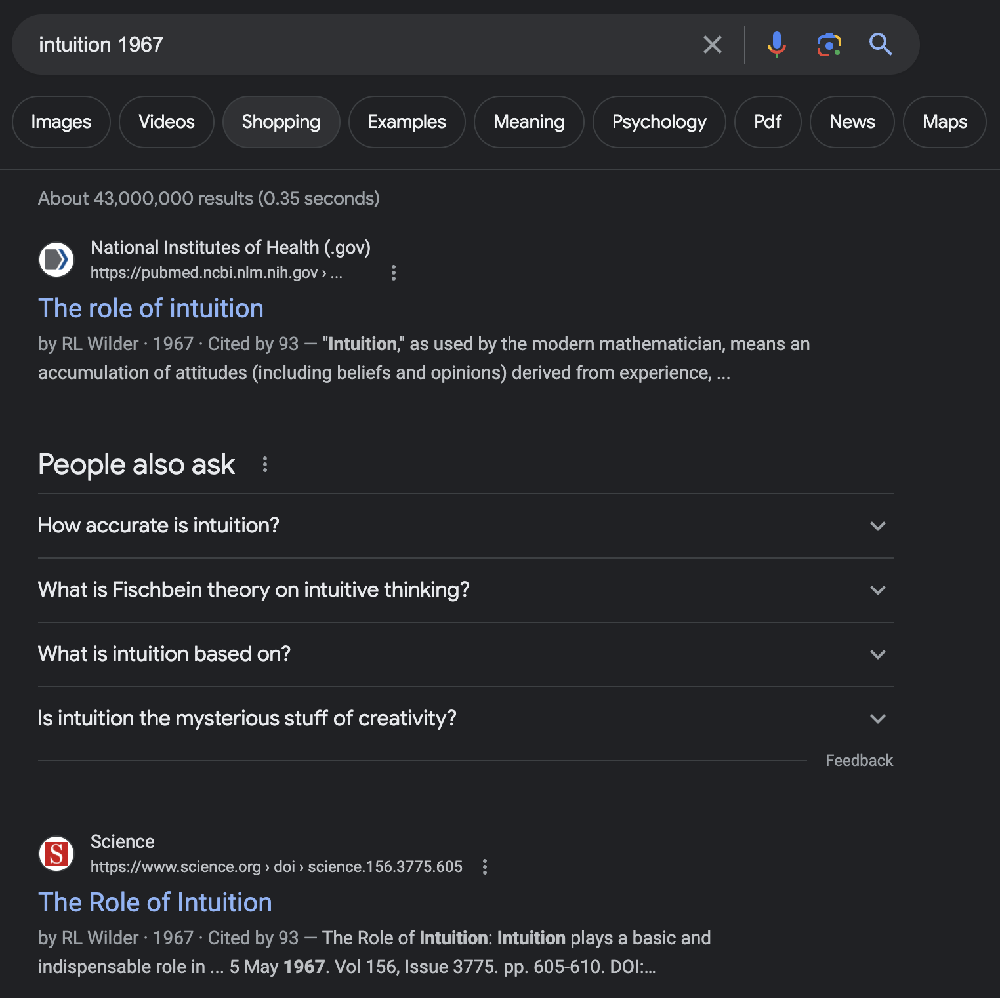 intuition 1967
Images Videos Shopping Examples Meaning Psychology Pdf News Maps
About 43,000,000 results (0.35 seconds)
National Institutes of Health (.gov)
https://pubmed.ncbi.nlm.nih.gov › ...
The role of intuition
by RL Wilder · 1967 · Cited by 93 — "Intuition," as used by the modern mathematician, means an
accumulation of attitudes (including beliefs and opinions) derived from experience, ...
People also ask
How accurate is intuition?
What is Fischbein theory on intuitive thinking?
What is intuition based on?
Is intuition the mysterious stuff of creativity?
Feedback
S
Science
https://www.science.org › doi › science.156.3775.605
The Role of Intuition
by RL Wilder · 1967 · Cited by 93 — The Role of Intuition: Intuition plays a basic and
indispensable role in ... 5 May 1967. Vol 156, Issue 3775. pp. 605-610. DOI:...